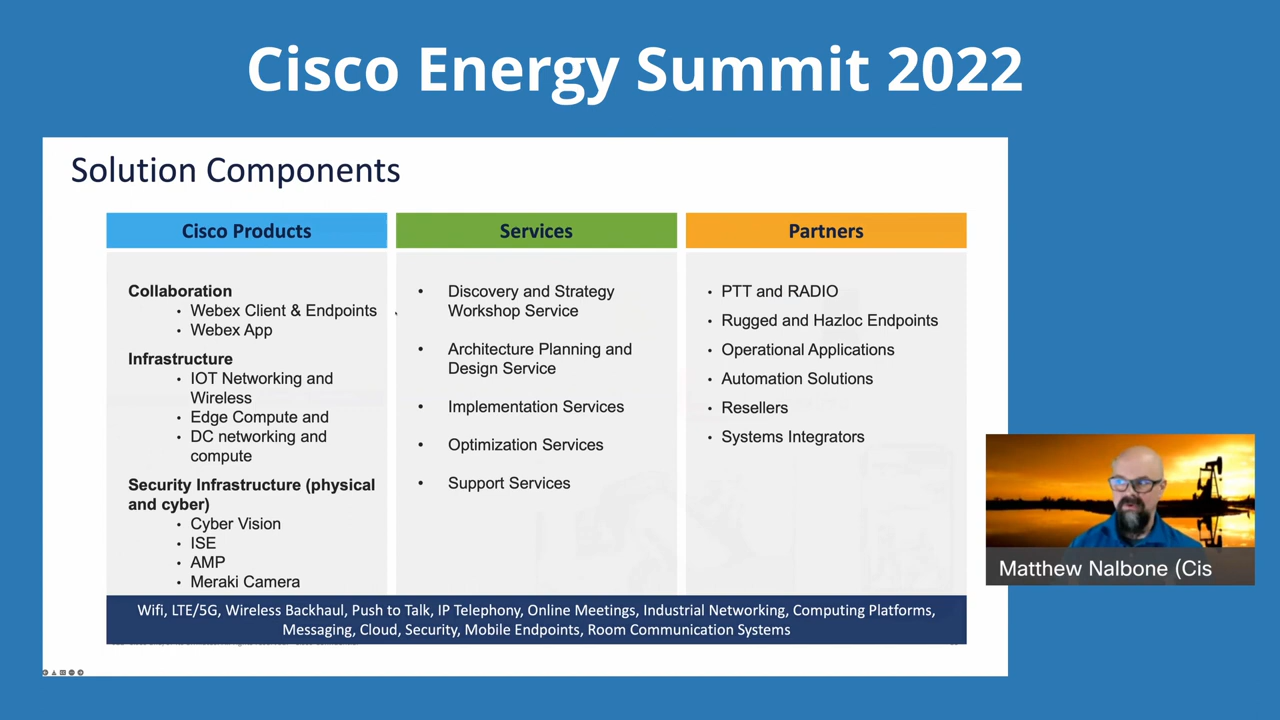 Cisco Energy Summit 2022
Solution Components
Cisco Products
Collaboration
• Webex Client & Endpoints
• Webex App
Infrastructure
• IOT Networking and
Wireless
• Edge Compute and
• DC networking and
compute
Security Infrastructure (physical
and cyber)
• Cyber Vision
• ISE
• AMP
• Meraki Camera
Services
• Discovery and Strategy
Workshop Service
• Architecture Planning and
Design Service
• Implementation Services
• Optimization Services
• Support Services
Partners
• PTT and RADIO
• Rugged and Hazloc Endpoints
• Operational Applications
• Automation Solutions
• Resellers
• Systems Integrators
Wifi, LTE/5G, Wireless Backhaul, Push to Talk, IP Telephony, Online Meetings, Industrial Networking, Computing Platforms,
Messaging, Cloud, Security, Mobile Endpoints, Room Communication Systems
Matthew Nalbone (Cis